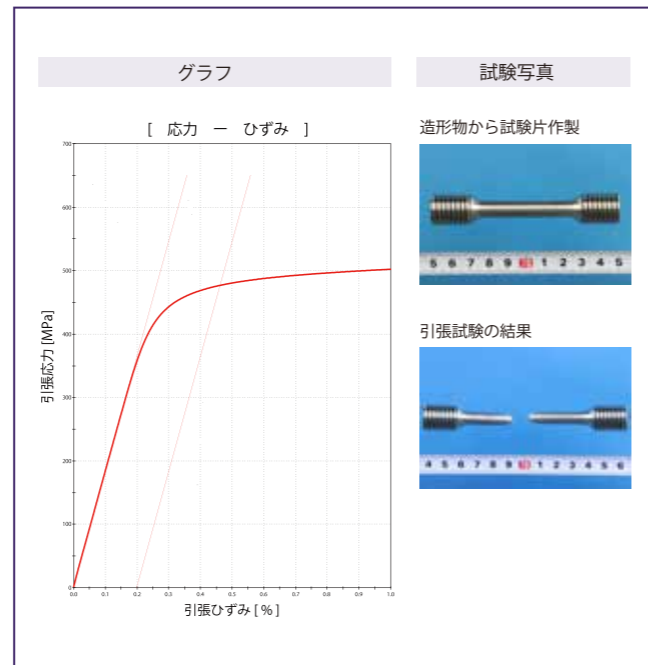 グラフ
試験写真
[ 応力 ー ひずみ ]
造形物から試験片作製
700
600
500
400
300
200
100
0
引張応力 [MPa]
0.0 0.1 0.2 0.3 0.4 0.5 0.6 0.7 0.8 0.9 1.0
引張ひずみ [ % ]
5 6 7 8 9 1 2 3 4 5
引張試験の結果
4 5 6 7 8 9 1 2 3 4 5 6